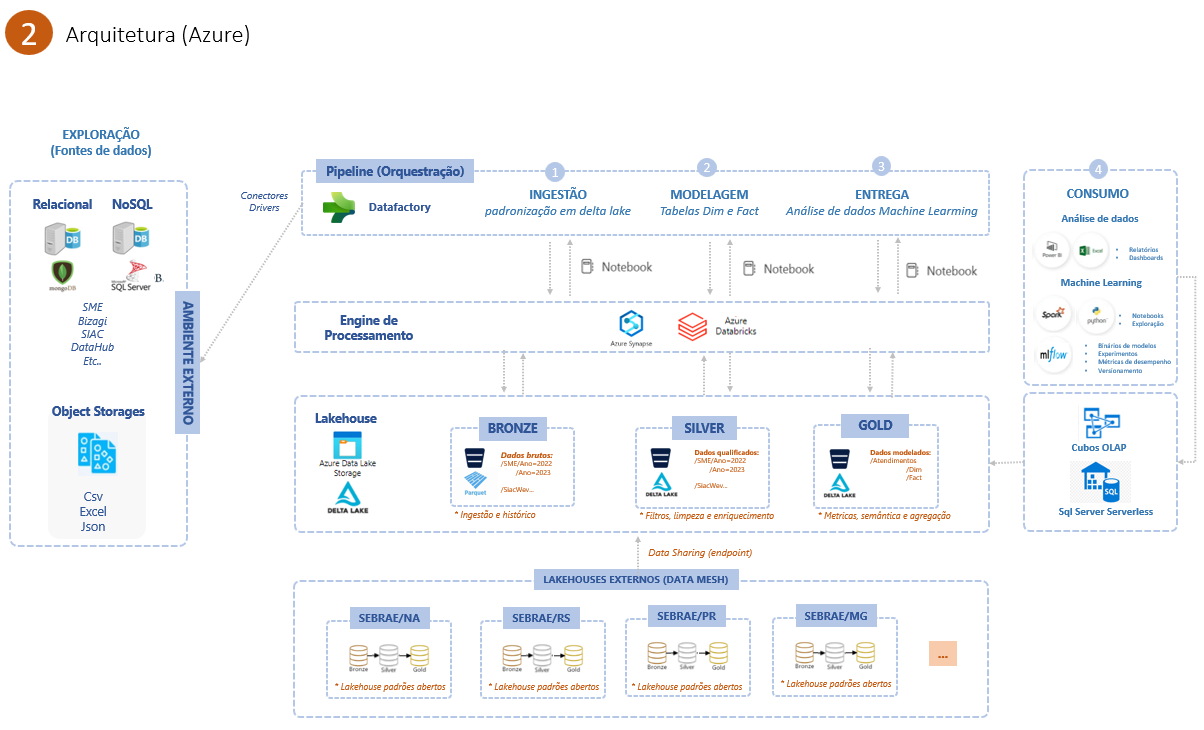 2
Arquitetura (Azure)
EXPLORAÇÃO
(Fontes de dados)
Relacional
NoSQL
DB
DB
mongoDB
Microsoft
SQL Server
B.
SME
Bizagi
SIAC
DataHub
Etc..
Object Storages
Csv
Excel
Json
AMBIENTE EXTERNO
Conectores
Drivers
Pipeline (Orquestração)
Datafactory
1
INGESTÃO
padronização em delta lake
2
MODELAGEM
Tabelas Dim e Fact
3
ENTREGA
Análise de dados Machine Learming
Notebook
Notebook
Notebook
Engine de
Processamento
Azure Synapse
Azure
Databricks
Lakehouse
Azure Data Lake
Storage
DELTA LAKE
BRONZE
Dados brutos:
/SME/Ano=2022
/Ano=2023
/SiacWev...
Parquet
* Ingestão e histórico
SILVER
Dados qualificados:
/SME/Ano=2022
/Ano=2023
/SiacWev...
DELTA LAKE
* Filtros, limpeza e enriquecimento
GOLD
Dados modelados:
/Atendimentos
/Dim
/Fact
DELTA LAKE
* Metricas, semântica e agregação
Data Sharing (endpoint)
LAKEHOUSES EXTERNOS (DATA MESH)
SEBRAE/NA
Bronze
Silver
Gold
* Lakehouse padrões abertos
SEBRAE/RS
Bronze
Silver
Gold
* Lakehouse padrões abertos
SEBRAE/PR
Bronze
Silver
Gold
* Lakehouse padrões abertos
SEBRAE/MG
Bronze
Silver
Gold
* Lakehouse padrões abertos
...
4
CONSUMO
Análise de dados
Power BI
Excel
• Relatórios
• Deshboards
Machine Learning
Spark
python
• Notebooks
• Exploração
mlflow
• Binários de modelos
• Experimentos
• Métricas de desempenho
• Versionamento
Cubos OLAP
SQL
Sql Server Serverless